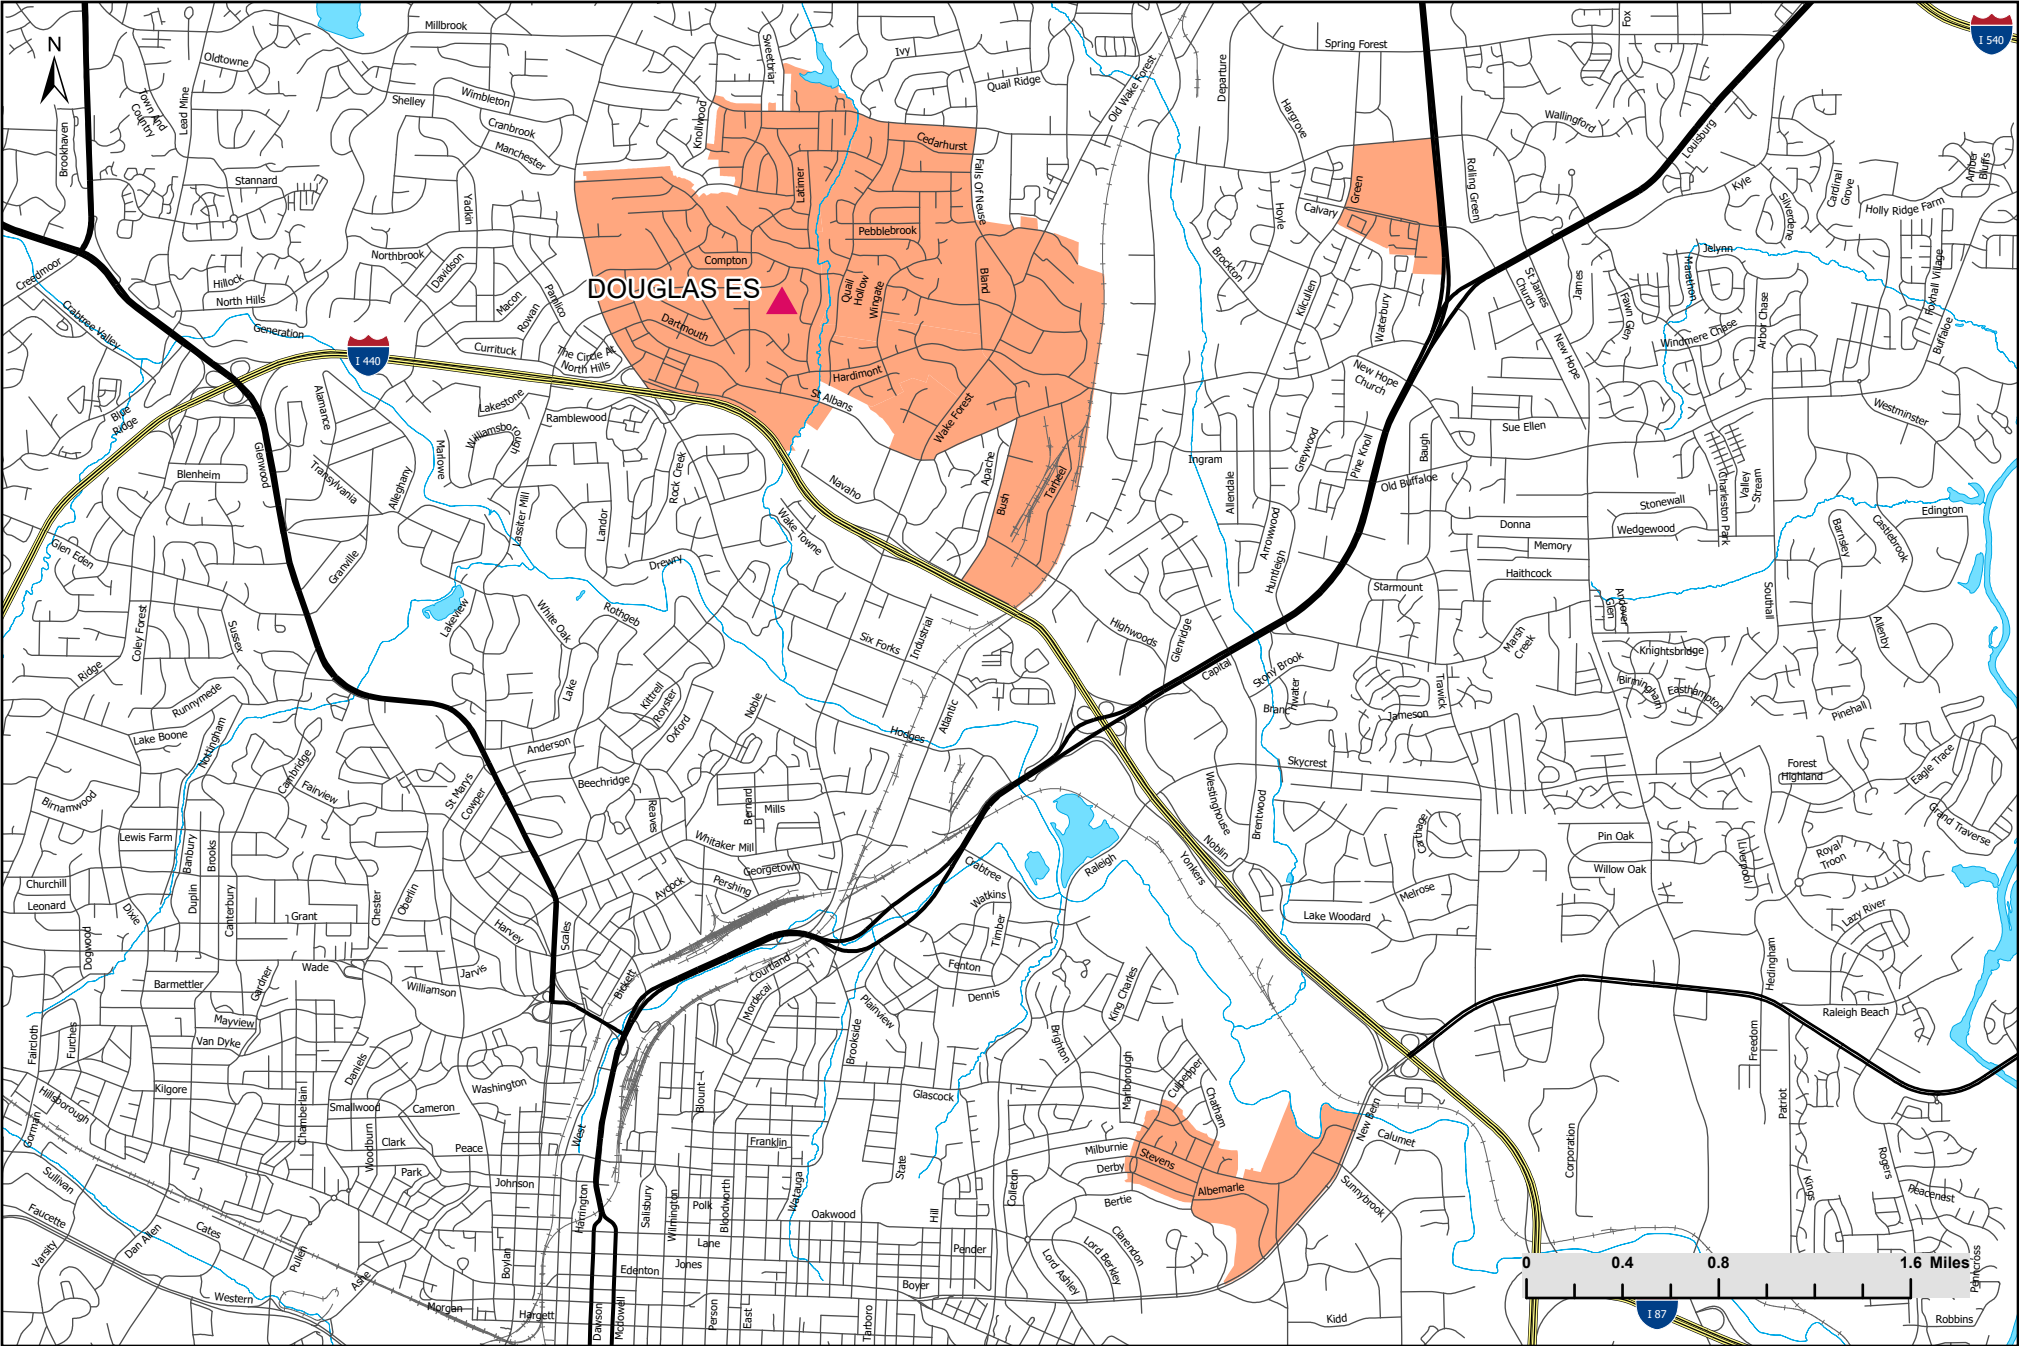 N
Millbrook
Sweetbriar
Ivy
Quail Ridge
Old Wake Forest
Departure
Spring Forest
Fox
I 540
Oldtowne
Town And
Country
Lead Mine
Shelley
Wimbleton
Cranbrook
Manchester
Knollwood
Cedarhurst
Falls Of Neuse
Hargrove
Wallingford
Louisburg
Brookhaven
Stannard
Yadkin
Latimer
Green
Calvary
Rolling Green
Kyle
Silverdene
Cardinal
Grove
Amber
Bluffs
Holly Ridge Farm
Creedmoor
Northbrook
Davidson
Compton
Pebblebrook
Bland
Hoyle
Brockton
Jelynn
Marathon
Foxhall Village
Hillock
North Hills
Generation
Crabtree Valley
Macon
Rowan
Pamlico
DOUGLAS ES
Quail
Hollow
Wingate
Kilcullen
Waterbury
St James
Church
James
Fawn Glen
Windmere Chase
Arbor Chase
Buffaloe
I 440
Currituck
The Circle At
North Hills
Dartmouth
Hardimont
St Albans
Wake Forest
New Hope
Church
New Hope
Westminster
Blue
Ridge
Alamance
Lakestone
Ramblewood
Williamsboro
ugh
Marlowe
Glenwood
Blenheim
Transylvania
Alleghany
Rock Creek
Navaho
Apache
Bush
Tarheel
Ingram
Allendale
Greywood
Pine Knoll
Baugh
Sue Ellen
Old Buffaloe
Stonewall
Charleston Park
Valley
Stream
Edington
Lassiter Mill
Landor
Wake Towne
Donna
Wedgewood
Memory
Barnsley
Castlebrook
Glen Eden
Granville
Drewry
Arrowwood
Huntleigh
Haithcock
Starmount
Southall
Coley Forest
Sussex
Lakeview
White Oak
Rothgeb
Six Forks
Industrial
Highwoods
Glenridge
Andover
Glen
Allenby
Marsh
Creek
Knightsbridge
Ridge
Runnymede
Lake
Kittrell
Royster
Oxford
Noble
Capital
Stony Brook
Branc
hwater
Trawick
Jameson
Birmingham
Easthampton
Pinehall
Lake Boone
Nottingham
Anderson
Hodges
Atlantic
Skycrest
Forest
Highland
Eagle Trace
Birnamwood
Cambridge
Fairview
St Marys
Cowper
Beechridge
Reaves
Bernard
Mills
Westinghouse
Brentwood
Carthage
Grand Traverse
Lewis Farm
Banbury
Brooks
Whitaker Mill
Georgetown
Noblin
Pin Oak
Liverpool
Royal
Troon
Churchill
Leonard
Dixie
Duplin
Canterbury
Grant
Chester
Oberlin
Harvey
Scales
Aycock
Pershing
Crabtree
Watkins
Raleigh
Yonkers
Melrose
Willow Oak
Lake Woodard
Lazy River
Dogwood
Wade
Barmettler
Gardner
Jarvis
Williamson
Bickett
Courtland
Mordecai
Timber
Fenton
Dennis
Plainview
King Charles
Hedingham
Raleigh Beach
Faircloth
Furches
Mayview
Van Dyke
Daniels
Brookside
Brighton
Freedom
Hillsborough
Kilgore
Chamberlain
Smallwood
Washington
Cameron
Blount
Glascock
Marlborough
Culpepper
Chatham
New Bern
Corporation
Patriot
Gorman
Woodburn
Clark
Peace
West
Franklin
Milburnie
Derby
Stevens
Calumet
Sullivan
Park
Johnson
Harrington
Salisbury
Wilmington
Polk
Bloodworth
Watauga
State
Colleton
Bertie
Albemarle
Sunnybrook
Kings
Rogers
Peacenest
Faucette
Varsity
Dan Allen
Cates
Pullen
Ashe
Boylan
Lane
Oakwood
Hill
Pender
Clarendon
Lord Berkley
Lord Ashley
Edenton
Jones
Boyer
Western
Morgan
Hargett
Dawson
Mcdowell
Person
East
Tarboro
Kidd
0 0.4 0.8 1.6 Miles
I 87
Penncross
Robbins